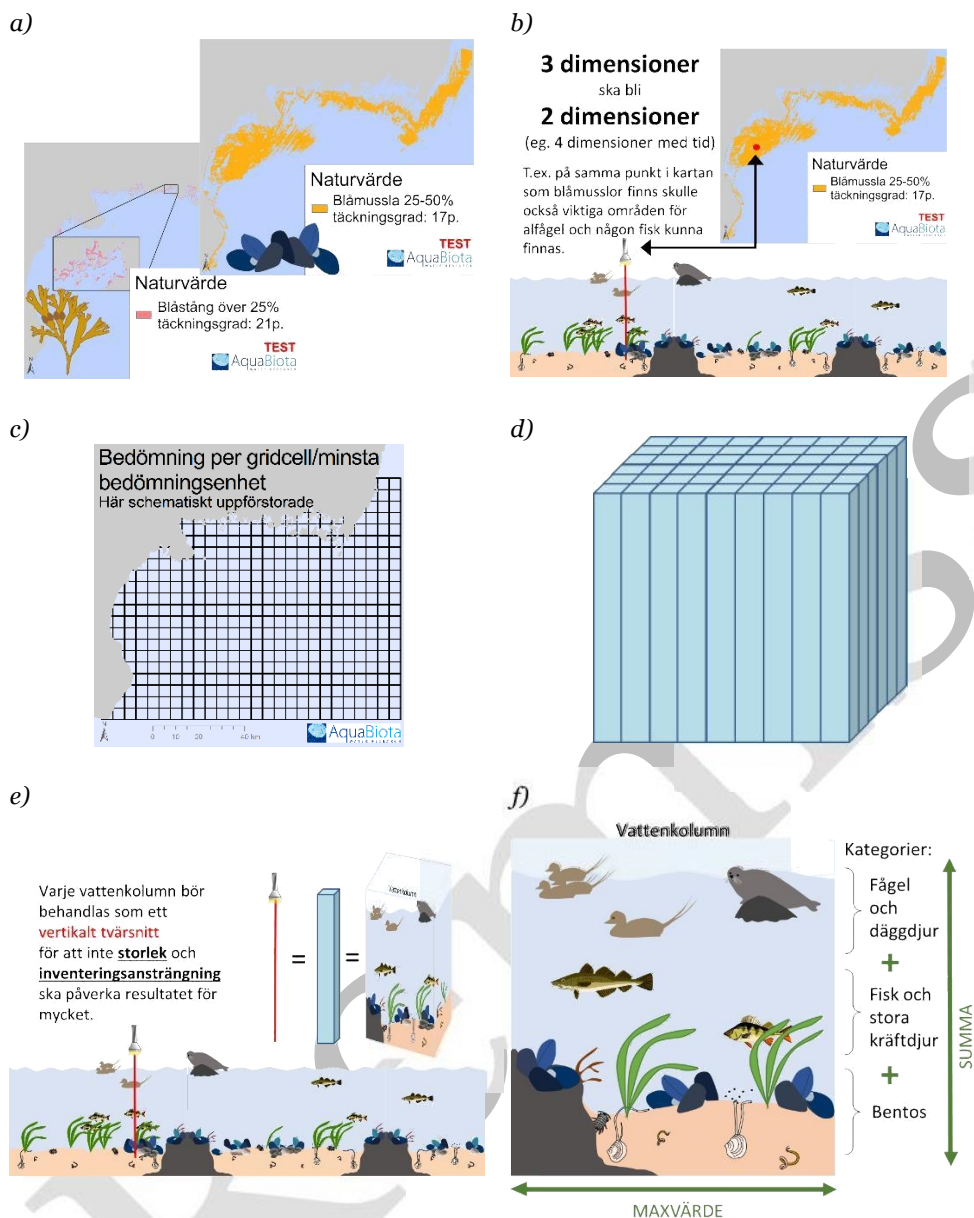 a)
Naturvärde
Blåmussla 25-50%
täckningsgrad: 17p.
TEST
AquaBiota
Naturvärde
Blåstång över 25%
täckningsgrad: 21p.
TEST
AquaBiota
N
b)
3 dimensioner
ska bli
2 dimensioner
(eg. 4 dimensioner med tid)
T.ex. på samma punkt i kartan
som blåmusslor finns skulle
också viktiga områden för
alfågel och någon fisk kunna
finnas.
Naturvärde
Blåmussla 25-50%
täckningsgrad: 17p.
TEST
AquaBiota
c)
Bedömning per gridcell/minsta
bedömningsenhet
Här schematiskt uppförstorade
N
0 10 20 40 km
AquaBiota
d)
e)
Varje vattenkolumn bör
behandlas som ett
vertikalt tvärsnitt
för att inte storlek och
inventeringsansträngning
ska påverka resultatet för
mycket.
= =
Vattenkolumn
f)
Vattenkolumn
Kategorier:
Fågel
och
däggdjur
+
Fisk och
stora
kräftdjur
+
Bentos
SUMMA
MAXVÄRDE